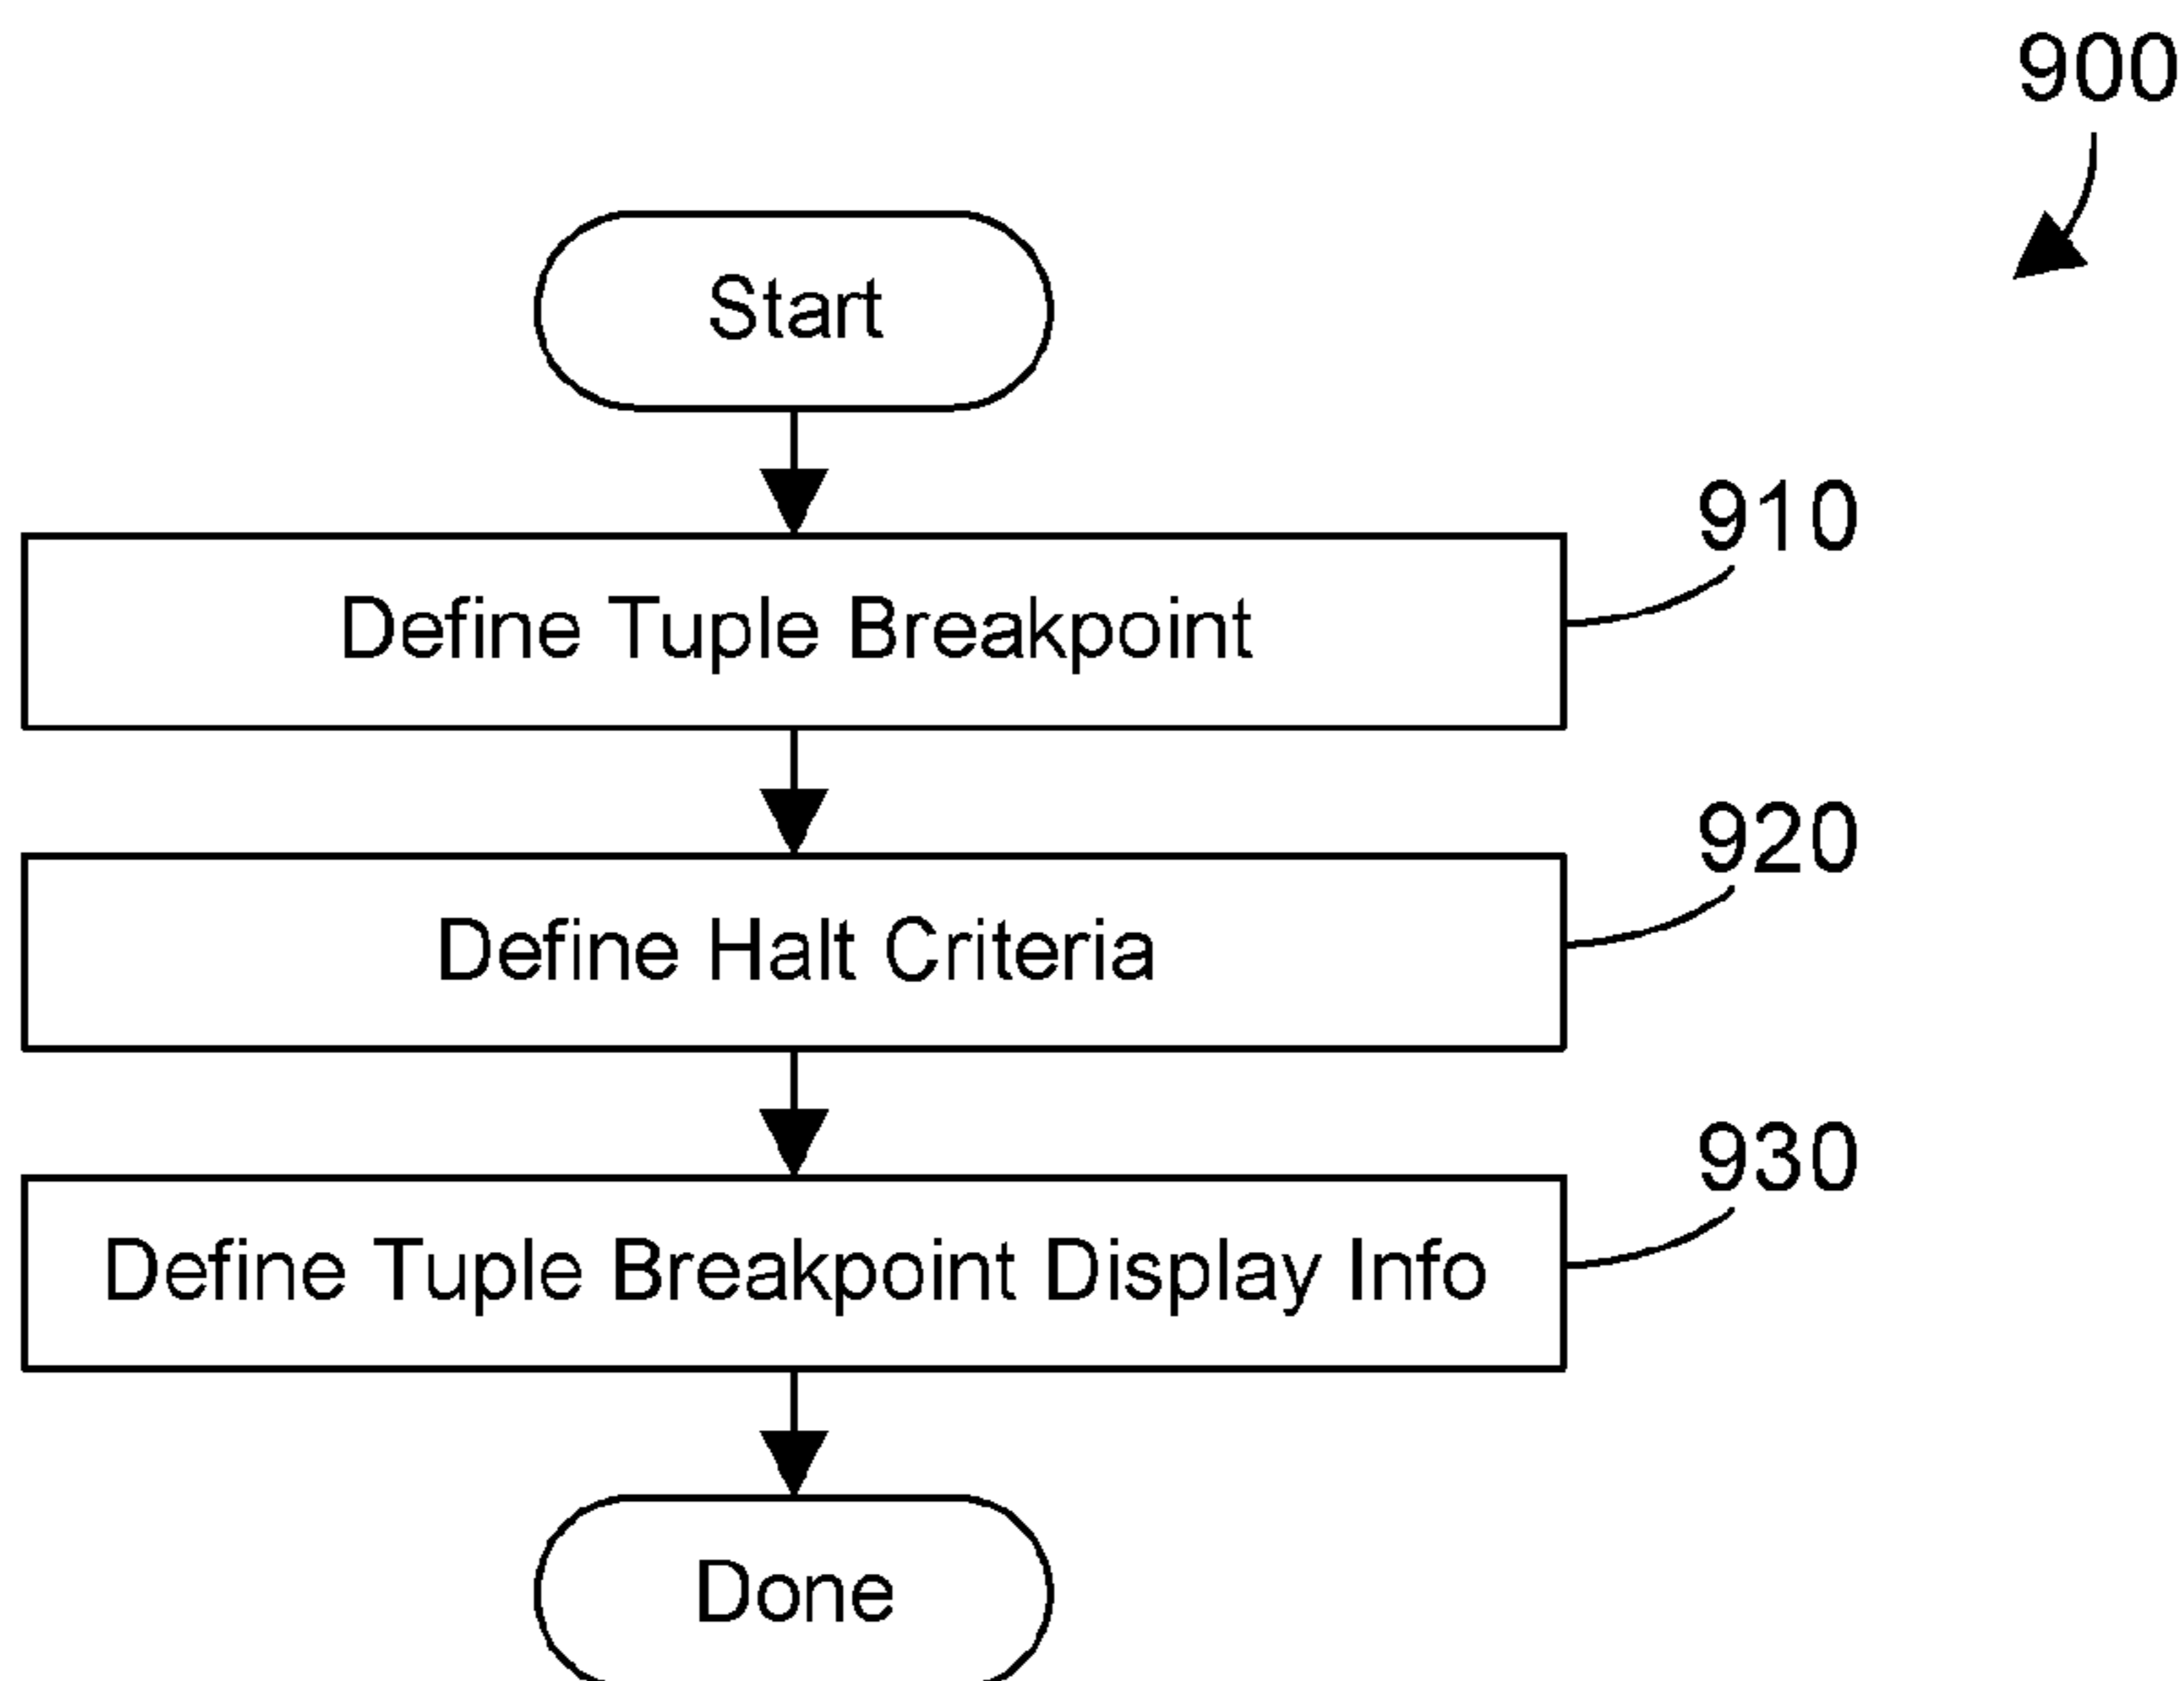 900
Start
910
Define Tuple Breakpoint
920
Define Halt Criteria
930
Define Tuple Breakpoint Display Info
Done